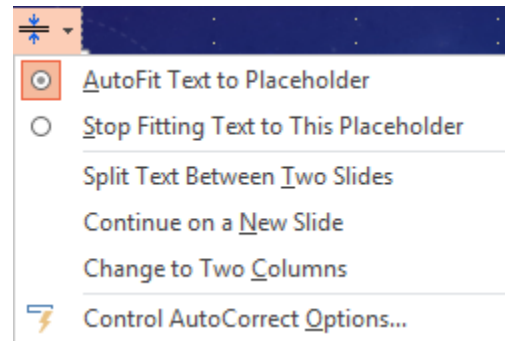 AutoFit Text to Placeholder
Stop Fitting Text to This Placeholder
Split Text Between Two Slides
Continue on a New Slide
Change to Two Columns
Control AutoCorrect Options...